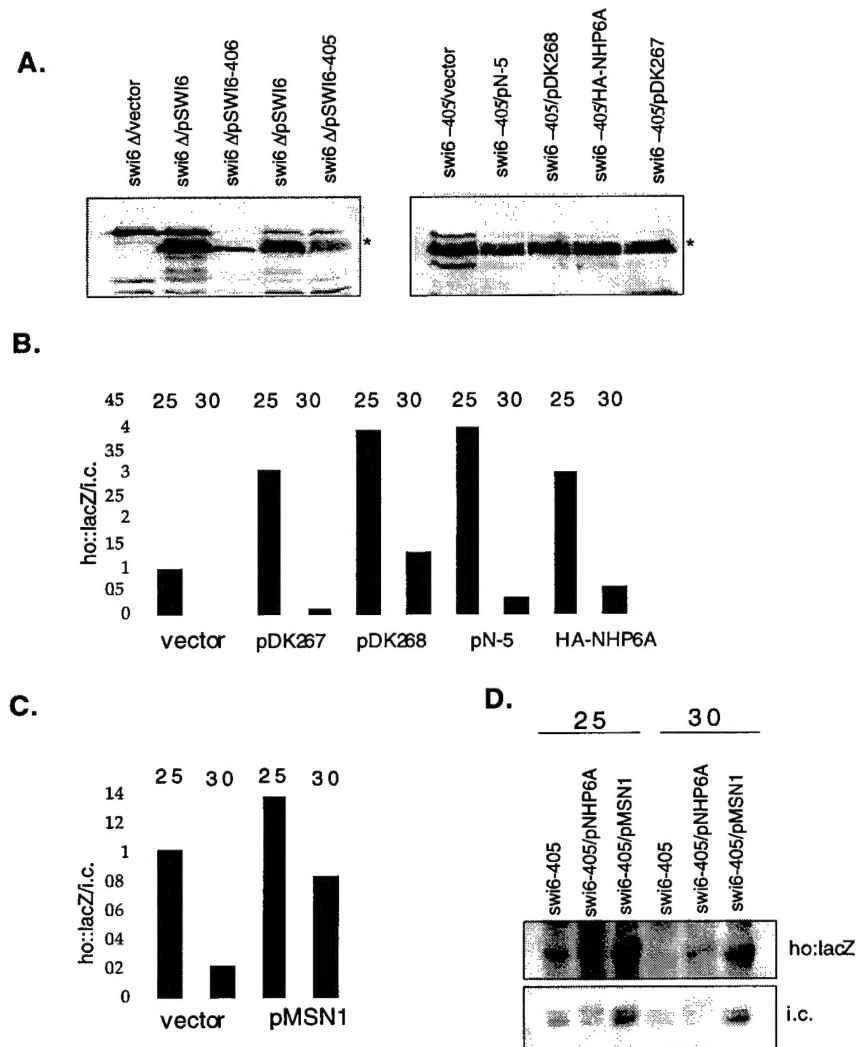 A.
swi6 Δ/vector
swi6 Δ/pSWI6
swi6 Δ/pSWI6-406
swi6 Δ/pSWI6
swi6 Δ/pSWI6-405
swi6 -405/vector
swi6 -405/pN-5
swi6 -405/pDK268
swi6 -405/HA-NHP6A
swi6 -405/pDK267
*
*
B.
ho::lacZ/i.c.
45
4
35
3
25
2
15
1
05
0
25 30 25 30 25 30 25 30 25 30
vector pDK267 pDK268 pN-5 HA-NHP6A
C.
ho::lacZ/i.c.
14
12
1
08
06
04
02
0
25 30 25 30
vector pMSN1
D.
25 30
swi6-405
swi6-405/pNHP6A
swi6-405/pMSN1
swi6-405
swi6-405/pNHP6A
swi6-405/pMSN1
ho:lacZ
i.c.